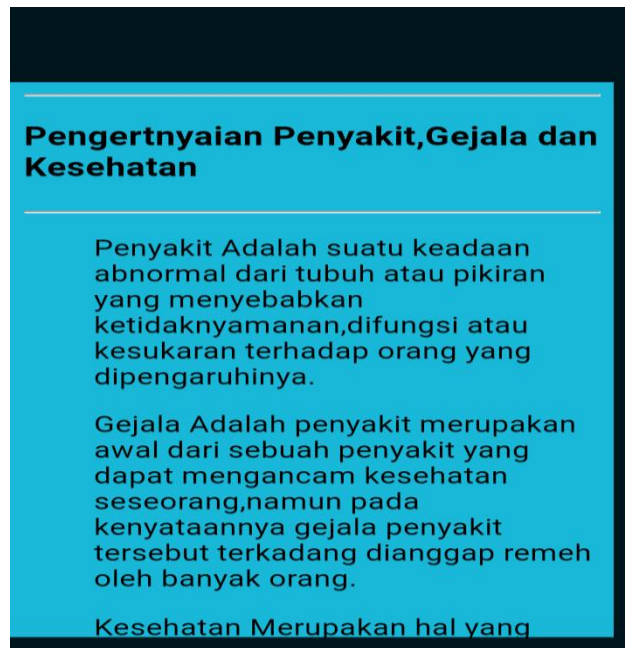 Pengertnyaian Penyakit,Gejala dan
Kesehatan
Penyakit Adalah suatu keadaan
abnormal dari tubuh atau pikiran
yang menyebabkan
ketidaknyamanan,difungsi atau
kesukaran terhadap orang yang
dipengaruhinya.
Gejala Adalah penyakit merupakan
awal dari sebuah penyakit yang
dapat mengancam kesehatan
seseorang,namun pada
kenyataannya gejala penyakit
tersebut terkadang dianggap remeh
oleh banyak orang.
Kesehatan Merupakan hal yang